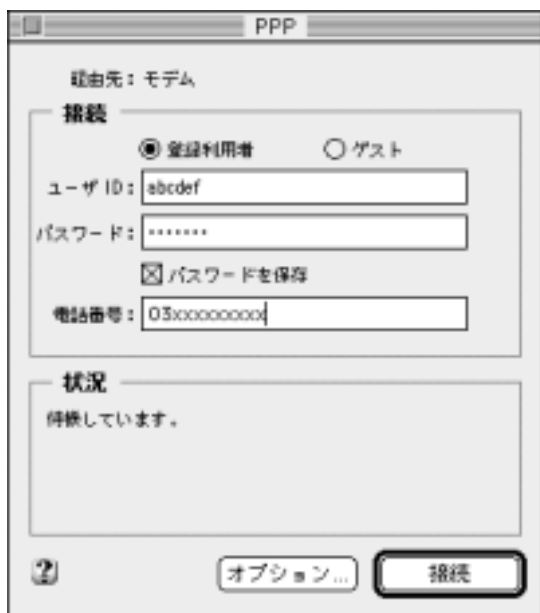 PPP
経由先：モデム
接続
登録利用者 ゲスト
ユーザ ID： abcdef
パスワード： •••••••
パスワードを保存
電話番号： 03xxxxxxxxx
状況
待機しています。
? オプション... 接続